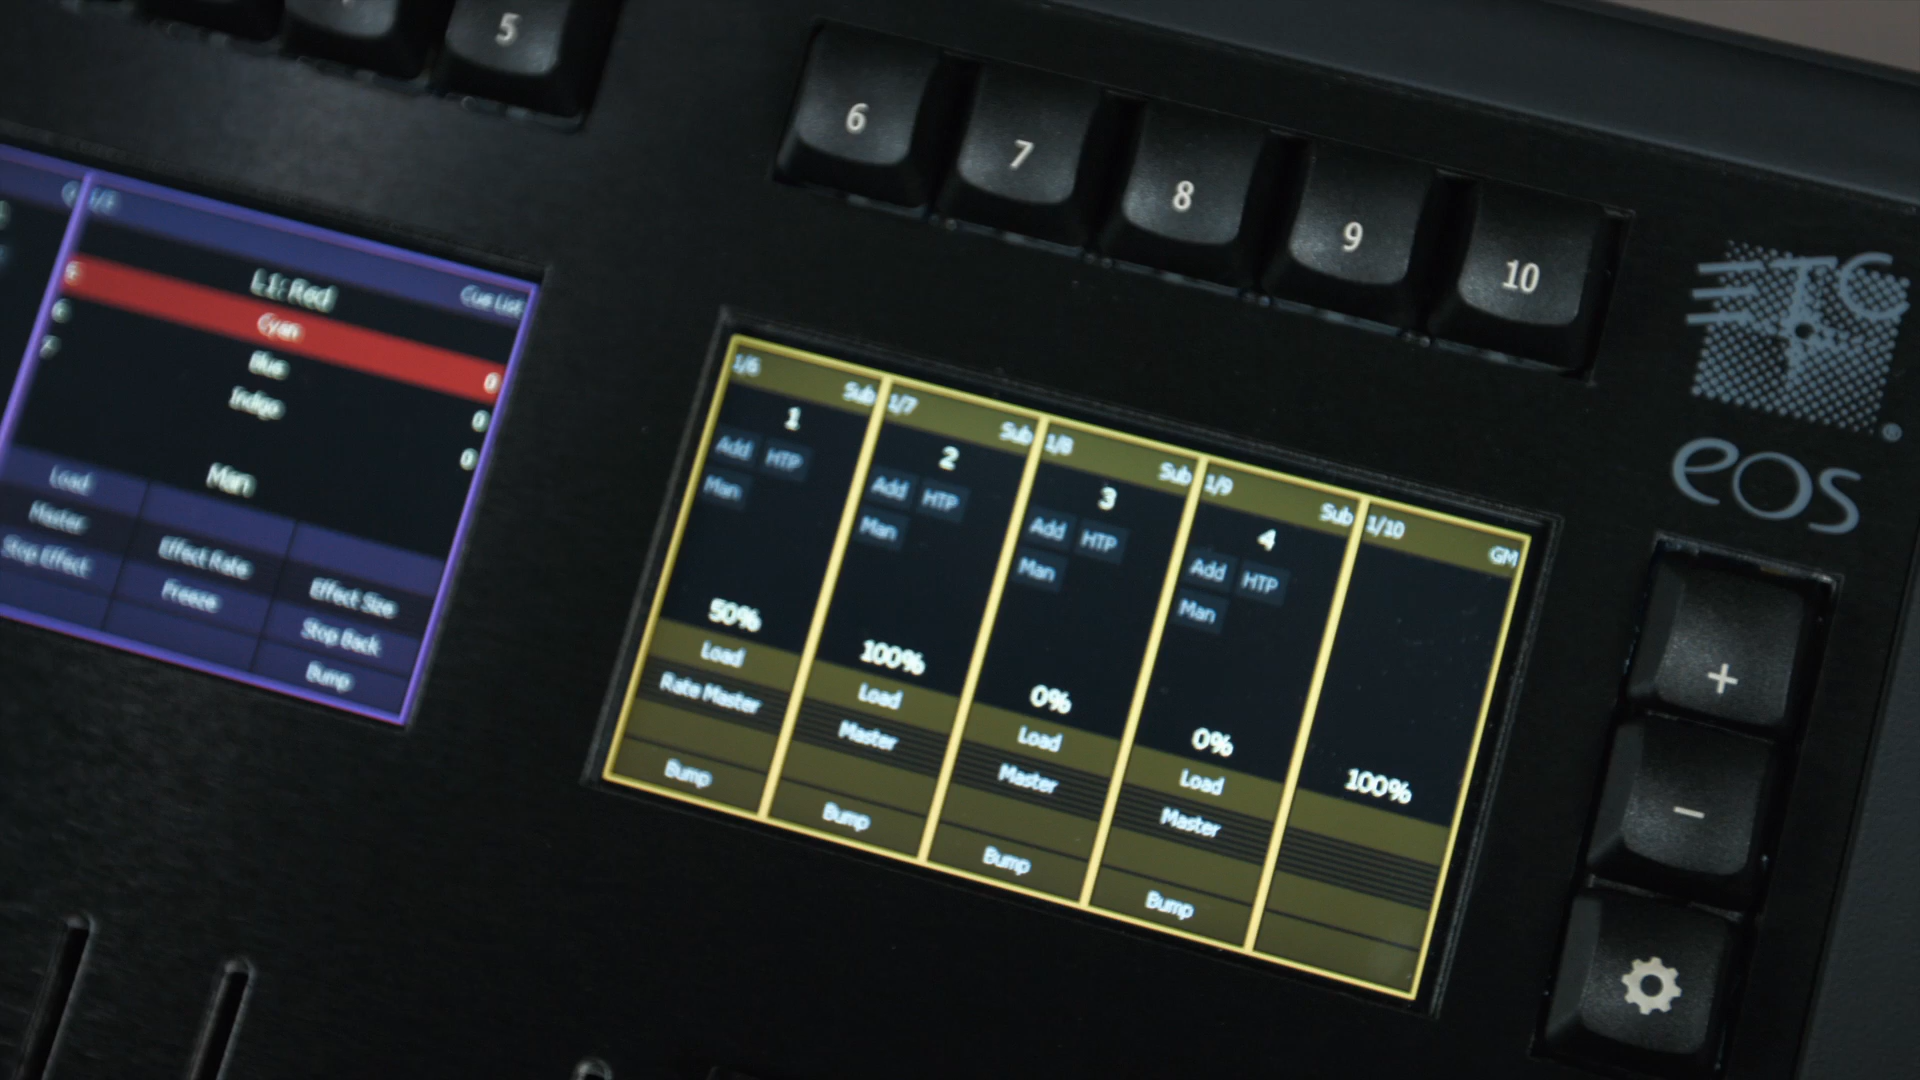 5
6
7
8
9
10
ETC
®
eos
+
−
L1: Red
Cue List
Cyan
0
Blue
0
Indigo
0
Man
Load
Master
Effect Rate
Effect Size
Stop Effect
Freeze
Stop Back
Bump
1/6
Sub
1
Add HTP
Man
50%
Load
Rate Master
Bump
1/7
Sub
2
Add HTP
Man
100%
Load
Master
Bump
1/8
Sub
3
Add HTP
Man
0%
Load
Master
Bump
1/9
Sub
4
Add HTP
Man
0%
Load
Master
Bump
1/10
GM
100%